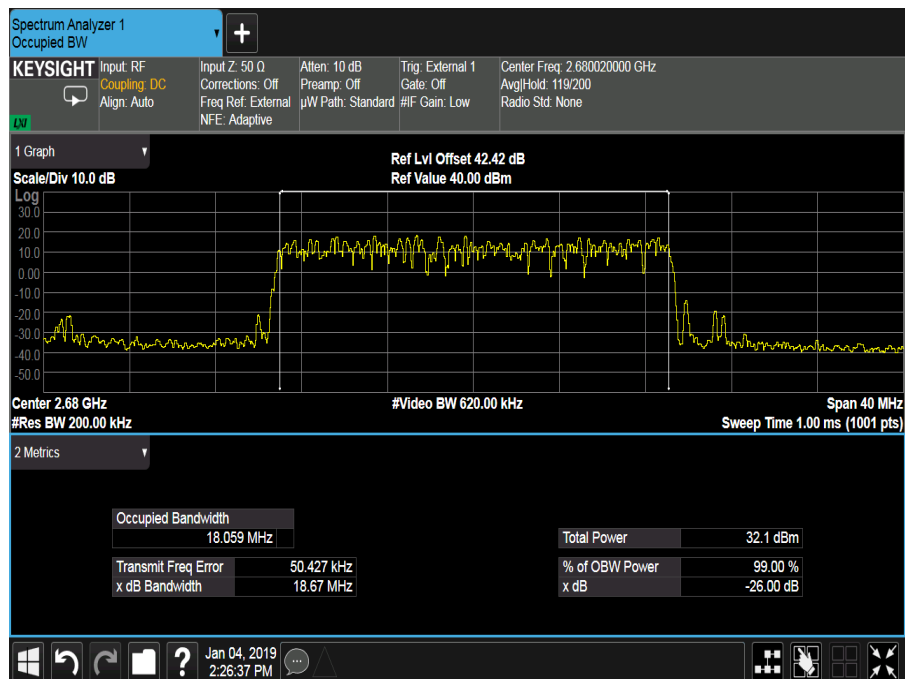 Spectrum Analyzer 1
Occupied BW
+
KEYSIGHT
LXI
Input: RF
Coupling: DC
Align: Auto
Input Z: 50 Ω
Corrections: Off
Freq Ref: External
NFE: Adaptive
Atten: 10 dB
Preamp: Off
µW Path: Standard
Trig: External 1
Gate: Off
#IF Gain: Low
Center Freq: 2.680020000 GHz
Avg|Hold: 119/200
Radio Std: None
1 Graph
Scale/Div 10.0 dB
Ref Lvl Offset 42.42 dB
Ref Value 40.00 dBm
Log
30.0
20.0
10.0
0.00
-10.0
-20.0
-30.0
-40.0
-50.0
Center 2.68 GHz
#Video BW 620.00 kHz
Span 40 MHz
#Res BW 200.00 kHz
Sweep Time 1.00 ms (1001 pts)
2 Metrics
Occupied Bandwidth
18.059 MHz
Total Power 32.1 dBm
Transmit Freq Error 50.427 kHz
% of OBW Power 99.00 %
x dB Bandwidth 18.67 MHz
x dB -26.00 dB
?
Jan 04, 2019
2:26:37 PM